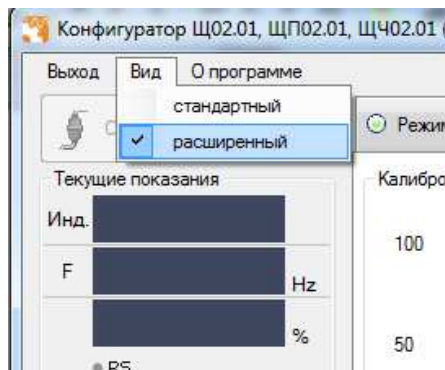 Конфигуратор Щ02.01, ЩП02.01, ЩЧ02.01
Выход Вид О программе
стандартный
расширенный
Режим
Текущие показания
Калибро
Инд.
100
F
Hz
%
50
RS